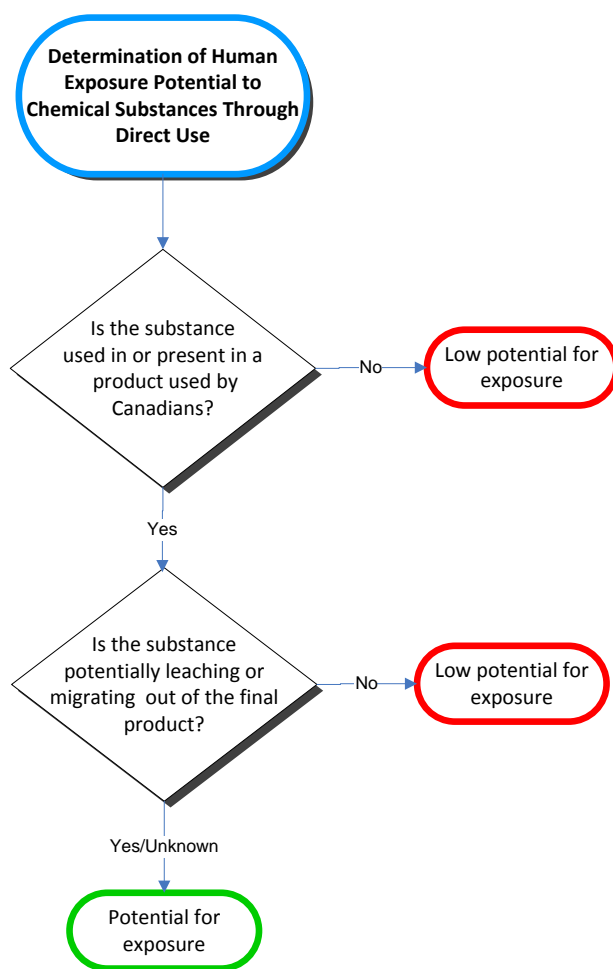 Determination of Human
Exposure Potential to
Chemical Substances Through
Direct Use
Is the substance
used in or present in a
product used by
Canadians?
No
Low potential for
exposure
Yes
Is the substance
potentially leaching or
migrating out of the final
product?
No
Low potential for
exposure
Yes/Unknown
Potential for
exposure